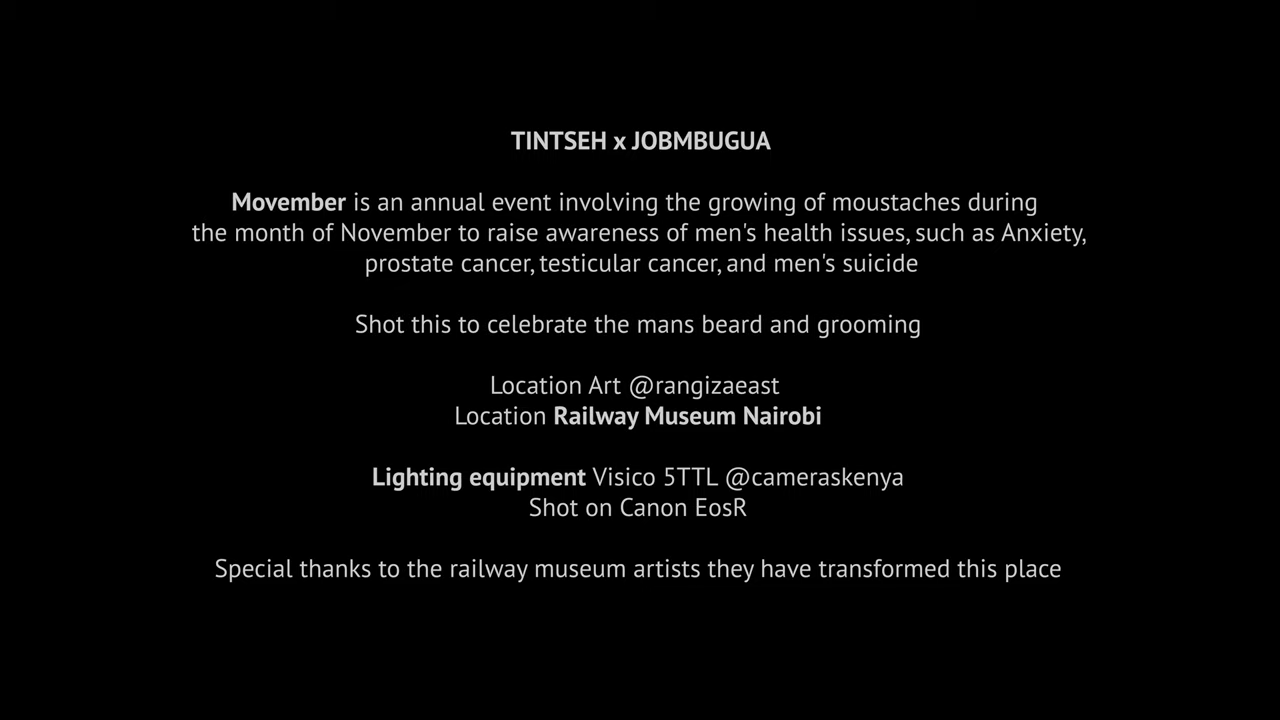 TINTSEH x JOBMBUGUA
Movember is an annual event involving the growing of moustaches during
the month of November to raise awareness of men's health issues, such as Anxiety,
prostate cancer, testicular cancer, and men's suicide
Shot this to celebrate the mans beard and grooming
Location Art @rangizaeast
Location Railway Museum Nairobi
Lighting equipment Visico 5TTL @cameraskenya
Shot on Canon EosR
Special thanks to the railway museum artists they have transformed this place